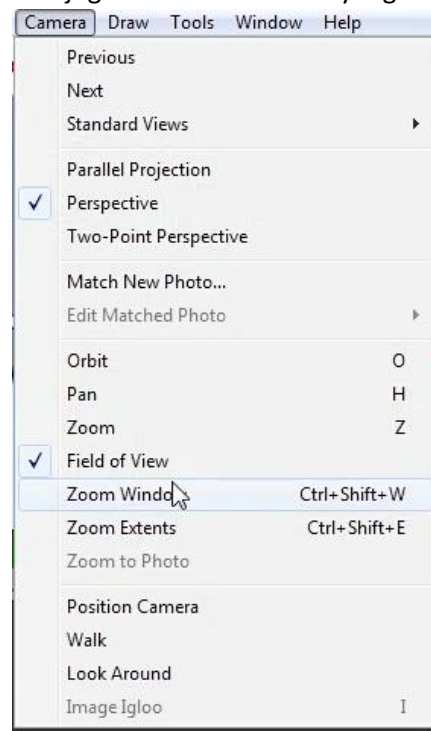 Camera Draw Tools Window Help
Previous
Next
Standard Views
Parallel Projection
Perspective
Two-Point Perspective
Match New Photo...
Edit Matched Photo
Orbit O
Pan H
Zoom Z
Field of View
Zoom Window Ctrl+Shift+W
Zoom Extents Ctrl+Shift+E
Zoom to Photo
Position Camera
Walk
Look Around
Image Igloo I